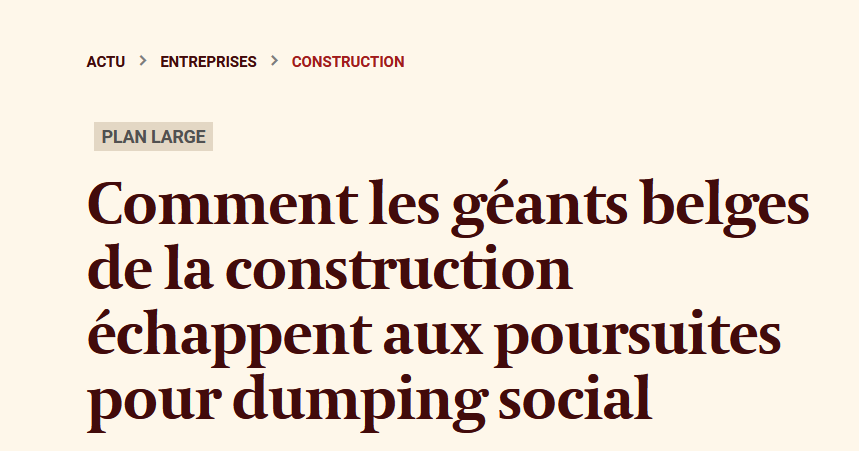 ACTU > ENTREPRISES > CONSTRUCTION
PLAN LARGE
Comment les géants belges
de la construction
échappent aux poursuites
pour dumping social